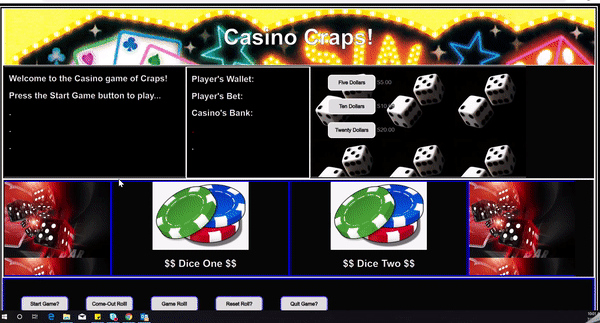 Casino Craps!
Welcome to the Casino game of Craps!
Press the Start Game button to play...
.
.
.
Player's Wallet:
Player's Bet:
Casino's Bank:
.
Five Dollars $5.00
Ten Dollars $10.00
Twenty Dollars $20.00
$$ Dice One $$
$$ Dice Two $$
Start Game? Come-Out Roll! Game Roll! Reset Roll? Quit Game?